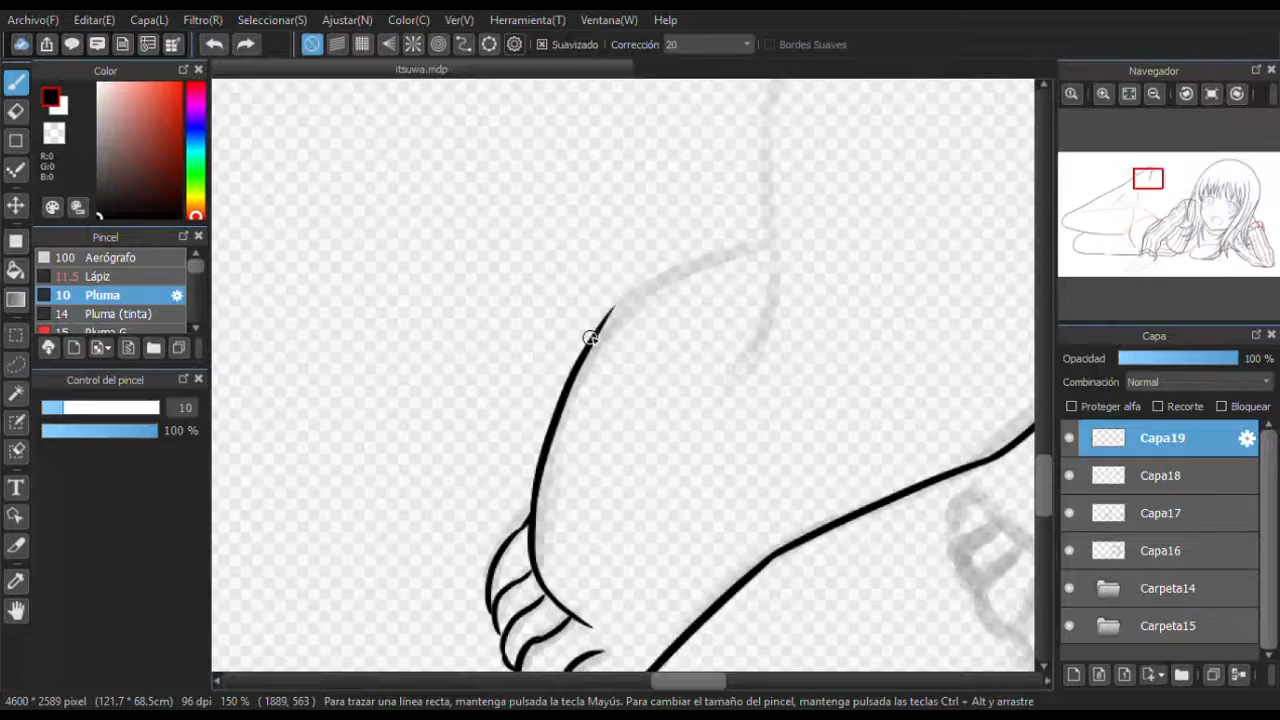 Archivo(F) Editar(E) Capa(L) Filtro(R) Seleccionar(S) Ajustar(N) Color(C) Ver(V) Herramienta(T) Ventana(W) Help
Suavizado Corrección 20 Bordes Suaves
Color
itsuwa.mdp
Navegador
R:0
G:0
B:0
Pincel
100 Aerógrafo
11.5 Lápiz
10 Pluma
14 Pluma (tinta)
15 Pluma G
Control del pincel
10
100 %
Capa
Opacidad 100 %
Combinación Normal
Proteger alfa Recorte Bloquear
Capa19
Capa18
Capa17
Capa16
Carpeta14
Carpeta15
4600 * 2589 pixel (121.7 * 68.5cm) 96 dpi 150 % ( 1889, 563 ) Para trazar una línea recta, mantenga pulsada la tecla Mayús. Para cambiar el tamaño del pincel, mantenga pulsadas las teclas Ctrl + Alt y arrastre